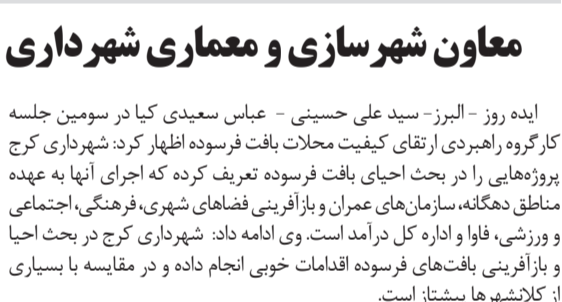 معاون شهرسازی و معماری شهرداری
ایده روز - البرز- سید علی حسینی - عباس سعیدی کیا در سومین جلسه
کارگروه راهبردی ارتقای کیفیت محلات بافت فرسوده اظهار کرد: شهرداری کرج
پروژه‌هایی را در بحث احیای بافت فرسوده تعریف کرده که اجرای آنها به عهده
مناطق دهگانه، سازمان‌های عمران و بازآفرینی فضاهای شهری، فرهنگی، اجتماعی
و ورزشی، فاوا و اداره کل درآمد است. وی ادامه داد: شهرداری کرج در بحث احیا
و بازآفرینی بافت‌های فرسوده اقدامات خوبی انجام داده و در مقایسه با بسیاری
از کلانشهرها پیشتاز است.